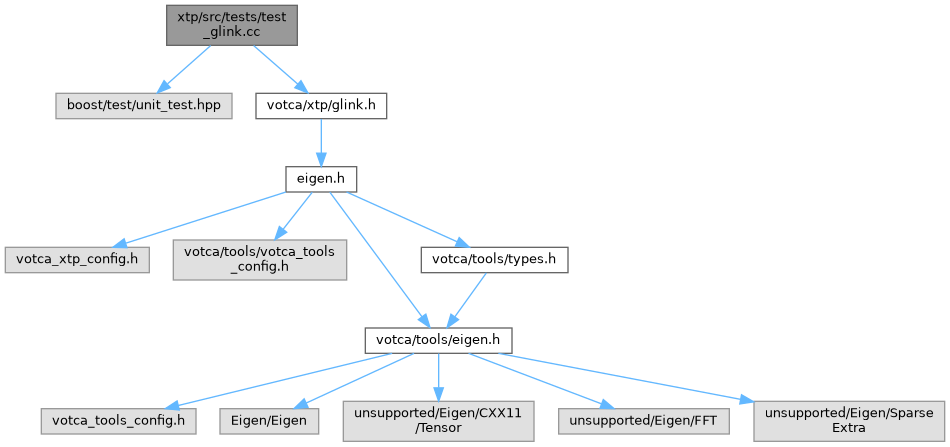 xtp/src/tests/test
_glink.cc
boost/test/unit_test.hpp
votca/xtp/glink.h
eigen.h
votca_xtp_config.h
votca/tools/votca_tools
_config.h
votca/tools/types.h
votca/tools/eigen.h
votca_tools_config.h
Eigen/Eigen
unsupported/Eigen/CXX11
/Tensor
unsupported/Eigen/FFT
unsupported/Eigen/Sparse
Extra